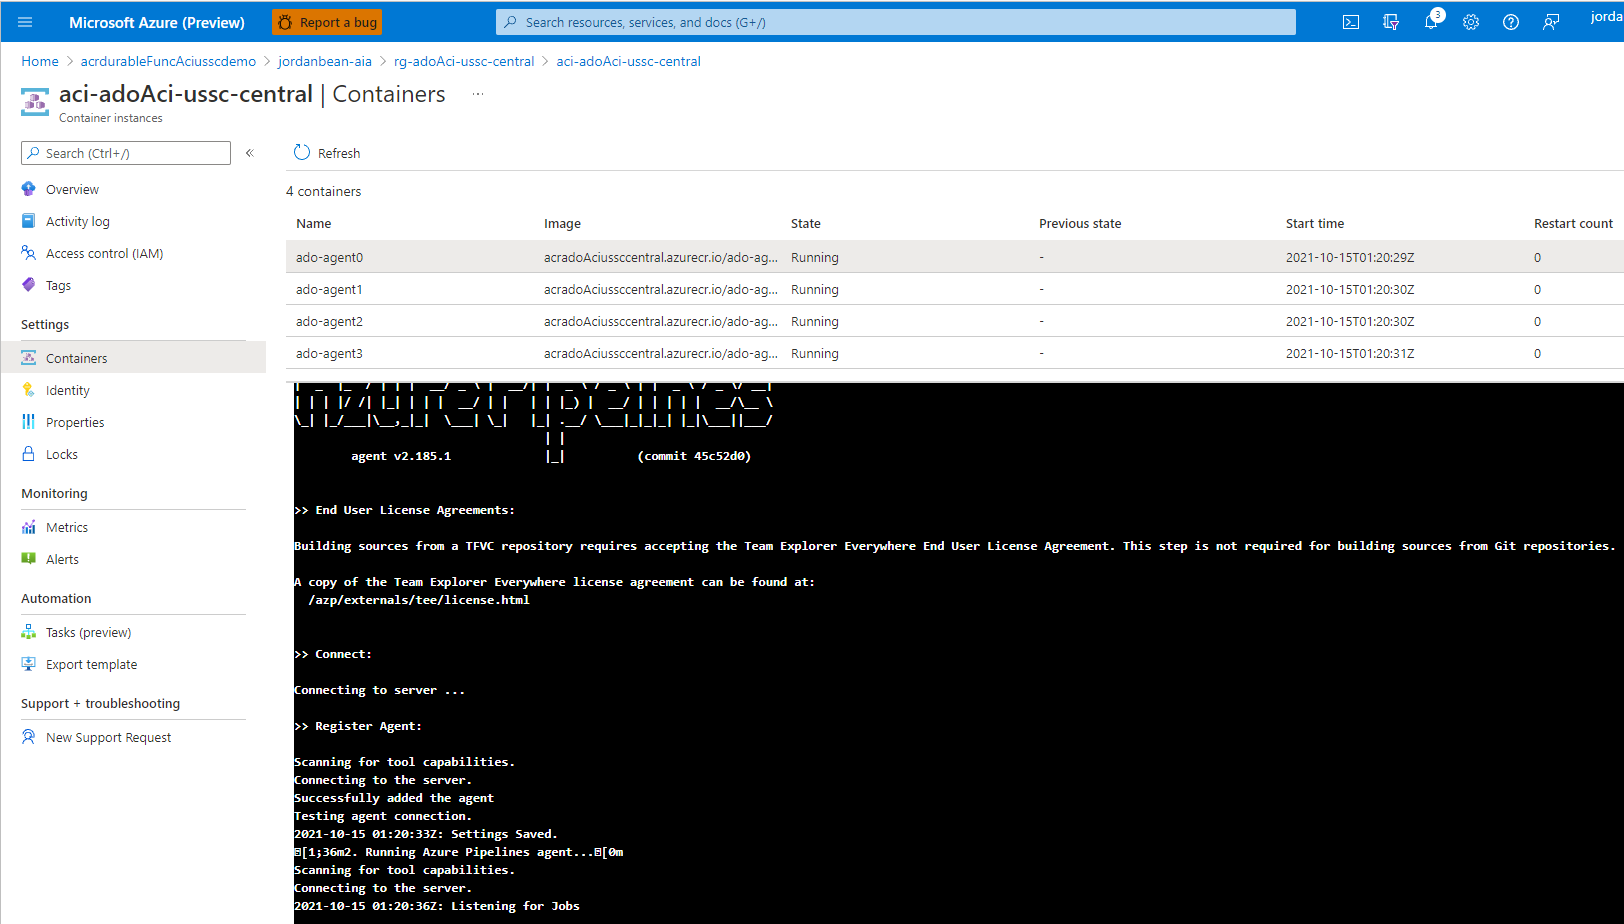 Microsoft Azure (Preview)
Report a bug
Search resources, services, and docs (G+/)
3
jorda
Home > acrdurableFuncAciusscdemo > jordanbean-aia > rg-adoAci-ussc-central > aci-adoAci-ussc-central
aci-adoAci-ussc-central | Containers ...
Container instances
Search (Ctrl+/)
«
Overview
Activity log
Access control (IAM)
Tags
Settings
Containers
Identity
Properties
Locks
Monitoring
Metrics
Alerts
Automation
Tasks (preview)
Export template
Support + troubleshooting
New Support Request
Refresh
4 containers
Name Image State Previous state Start time Restart count
ado-agent0 acradoAciussccentral.azurecr.io/ado-ag... Running - 2021-10-15T01:20:29Z 0
ado-agent1 acradoAciussccentral.azurecr.io/ado-ag... Running - 2021-10-15T01:20:30Z 0
ado-agent2 acradoAciussccentral.azurecr.io/ado-ag... Running - 2021-10-15T01:20:30Z 0
ado-agent3 acradoAciussccentral.azurecr.io/ado-ag... Running - 2021-10-15T01:20:31Z 0
agent v2.185.1 (commit 45c52d0)
>> End User License Agreements:
Building sources from a TFVC repository requires accepting the Team Explorer Everywhere End User License Agreement. This step is not required for building sources from Git repositories.
A copy of the Team Explorer Everywhere license agreement can be found at:
/azp/externals/tee/license.html
>> Connect:
Connecting to server ...
>> Register Agent:
Scanning for tool capabilities.
Connecting to the server.
Successfully added the agent
Testing agent connection.
2021-10-15 01:20:33Z: Settings Saved.
[1;36m2. Running Azure Pipelines agent...[0m
Scanning for tool capabilities.
Connecting to the server.
2021-10-15 01:20:36Z: Listening for Jobs